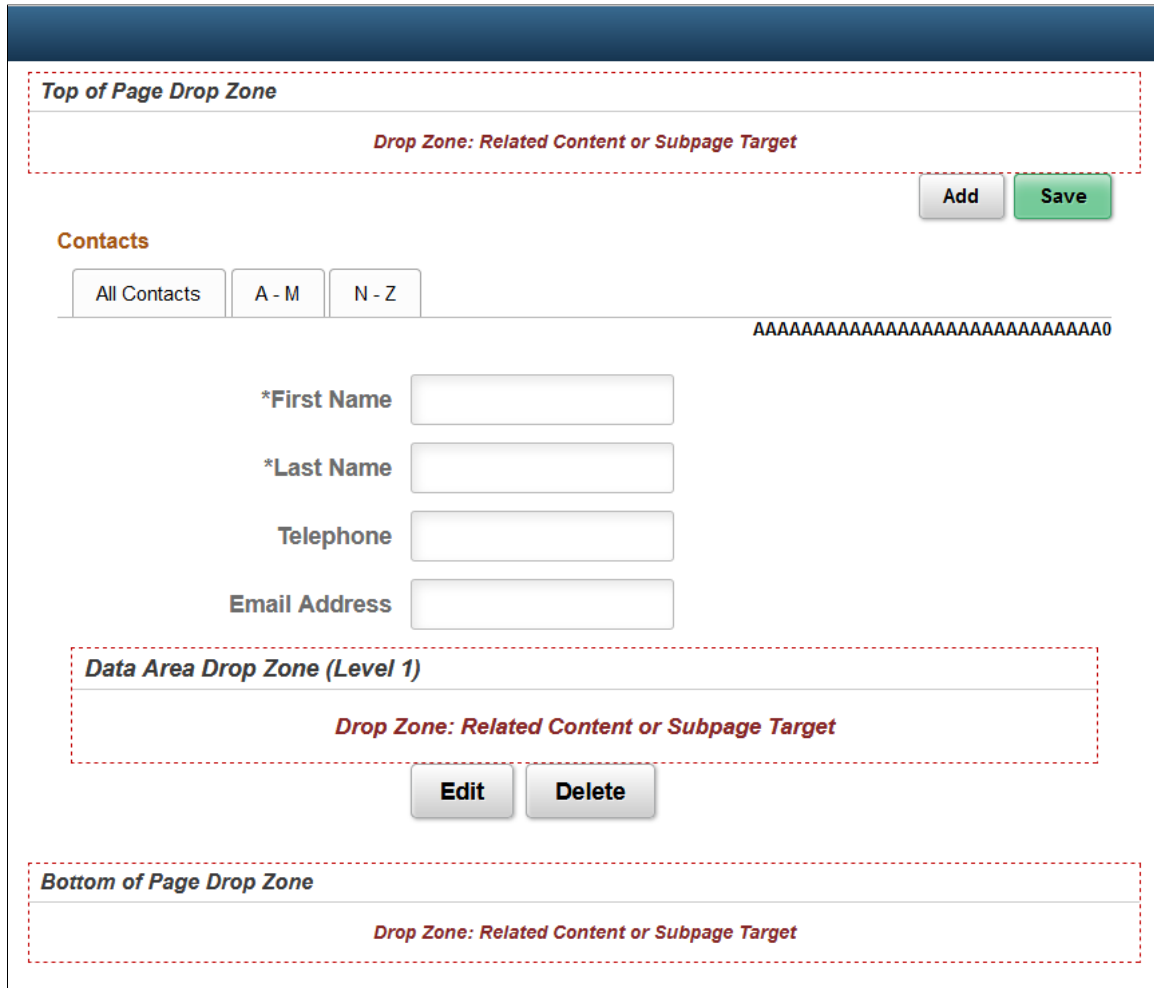 Top of Page Drop Zone
Drop Zone: Related Content or Subpage Target
Add Save
Contacts
All Contacts A - M N - Z
AAAAAAAAAAAAAAAAAAAAAAAAAAAAA0
*First Name
*Last Name
Telephone
Email Address
Data Area Drop Zone (Level 1)
Drop Zone: Related Content or Subpage Target
Edit Delete
Bottom of Page Drop Zone
Drop Zone: Related Content or Subpage Target